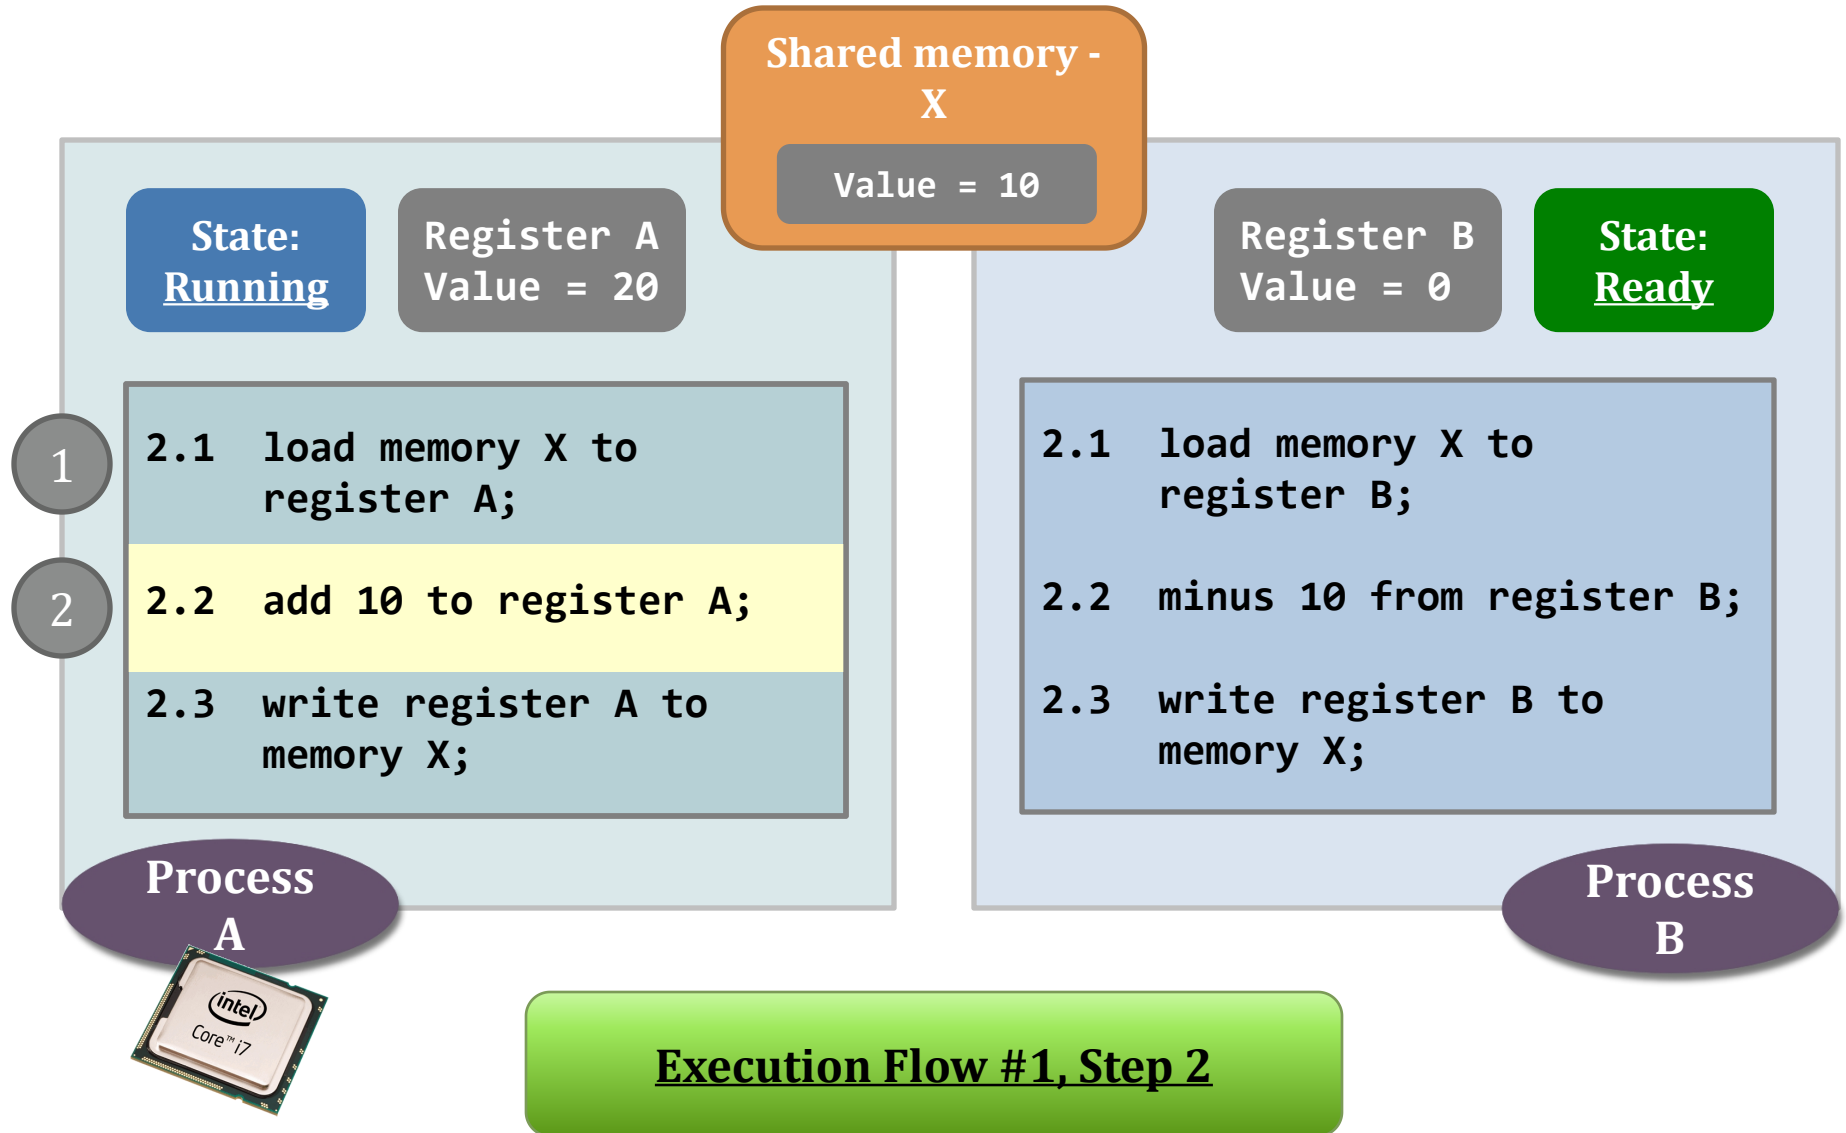 Shared memory -
X
Value = 10
State:
Running
Register A
Value = 20
Register B
Value = 0
State:
Ready
1
2.1 load memory X to
register A;
2
2.2 add 10 to register A;
2.3 write register A to
memory X;
2.1 load memory X to
register B;
2.2 minus 10 from register B;
2.3 write register B to
memory X;
Process
A
Process
B
intel
Core™ i7
Execution Flow #1, Step 2